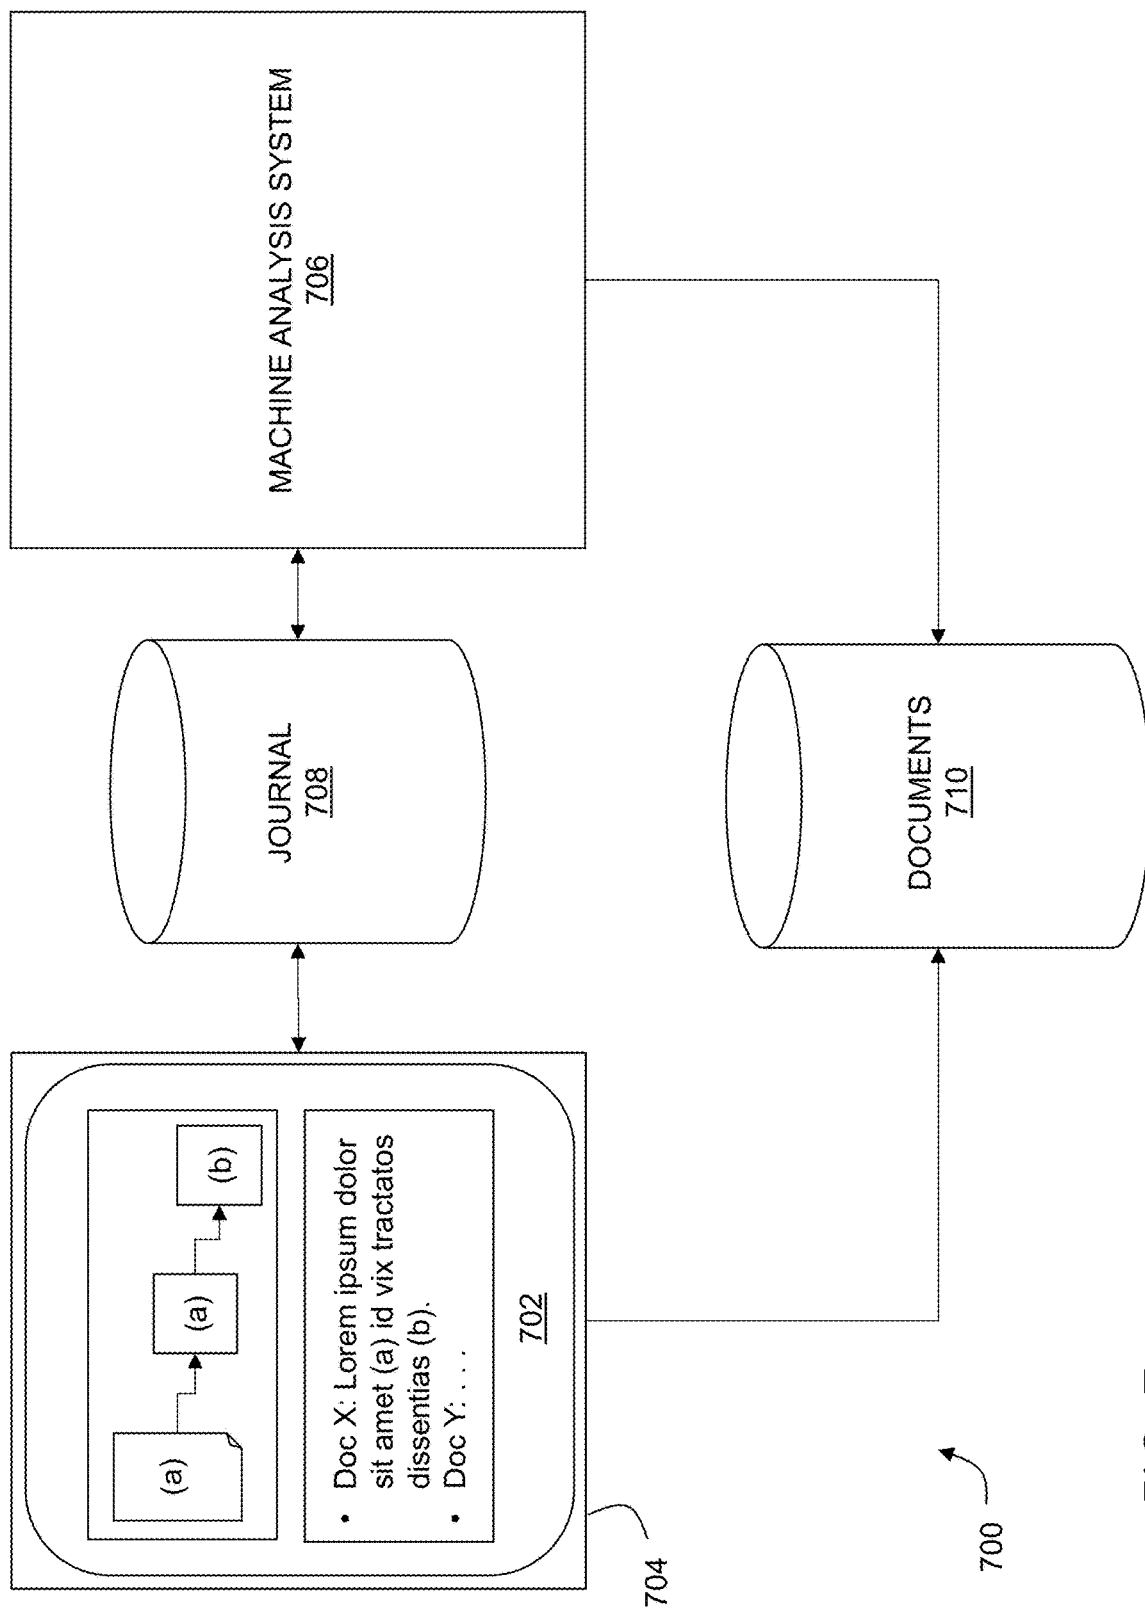 (a)
(a)
(b)
• Doc X: Lorem ipsum dolor
sit amet (a) id vix tractatos
dissentias (b).
• Doc Y: . . . .
702
704
JOURNAL
708
MACHINE ANALYSIS SYSTEM
706
DOCUMENTS
710
700